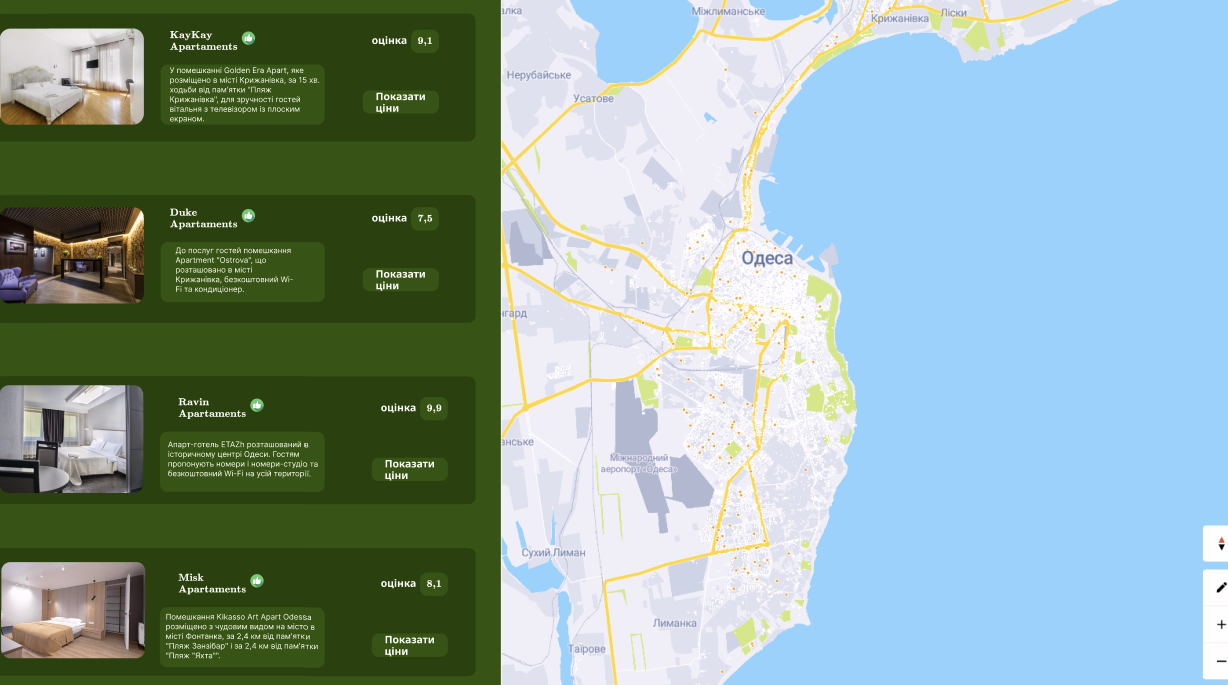 KayKay
Apartaments
оцінка 9,1
У помешканні Golden Era Apart, яке
розміщено в місті Крижанівка, за 15 хв.
ходьби від пам'ятки "Пляж
Крижанівка", для зручності гостей
вітальня з телевізором із плоским
екраном.
Показати
ціни
Duke
Apartaments
оцінка 7,5
До послуг гостей помешкання
Apartment "Ostrova", що
розташовано в місті
Крижанівка, безкоштовний Wi-
Fi та кондиціонер.
Показати
ціни
Ravin
Apartaments
оцінка 9,9
Апарт-готель ETAZh розташований в
історичному центрі Одеси. Гостям
пропонують номери і номери-студіо та
безкоштовний Wi-Fi на усій території.
Показати
ціни
Misk
Apartaments
оцінка 8,1
Помешкання Kikasso Art Apart Odessa
розміщено з чудовим видом на місто в
місті Фонтанка, за 2,4 км від пам'ятки
"Пляж Занзібар" і за 2,4 км від пам'ятки
"Пляж "Яхта"".
Показати
ціни
алка
Міжлиманське
Крижанівка
Ліски
Нерубайське
Усатове
Одеса
нгард
анське
Міжнародний
аеропорт «Одеса»
Сухий Лиман
Лиманка
Таїрове